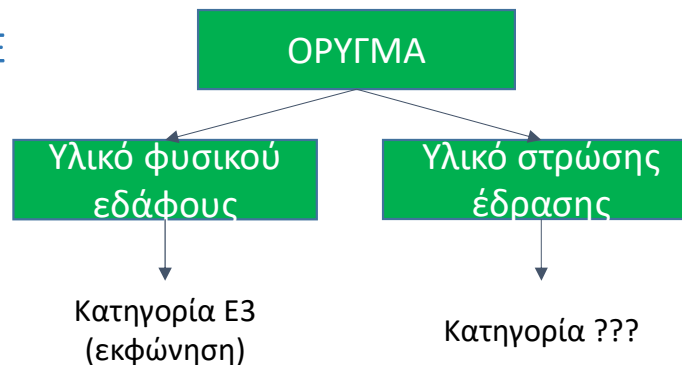 ΟΡΥΓΜΑ
Υλικό φυσικού
εδάφους
Υλικό στρώσης
έδρασης
Κατηγορία Ε3
(εκφώνηση)
Κατηγορία ???